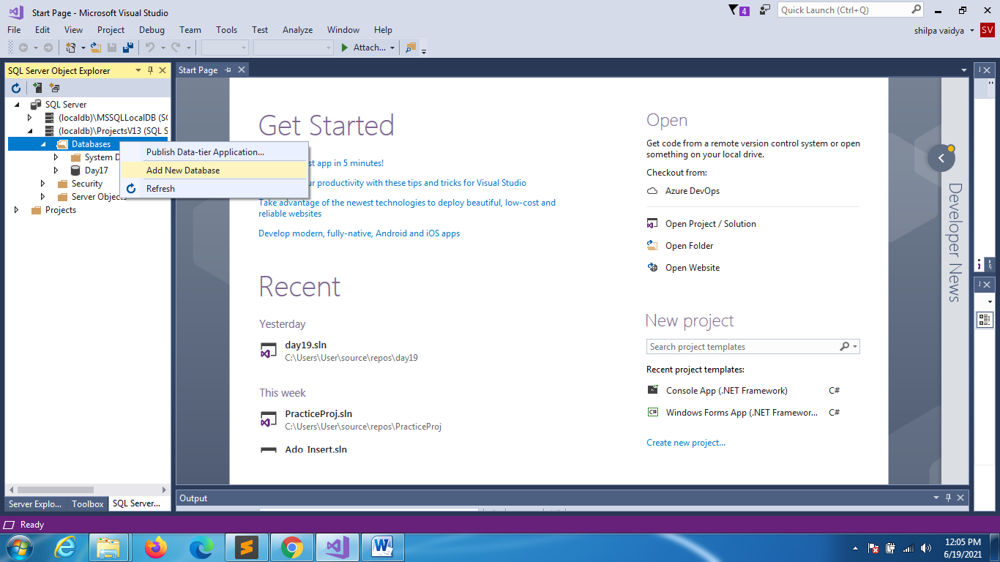 Start Page - Microsoft Visual Studio
4
Quick Launch (Ctrl+Q)
File Edit View Project Debug Team Tools Test Analyze Window Help
shilpa vaidya
SV
Attach...
SQL Server Object Explorer
SQL Server
(localdb)\MSSQLLocalDB (SQ
(localdb)\ProjectsV13 (SQL S
Databases
System D
Day17
Security
Server Objects
Projects
Publish Data-tier Application...
Add New Database
Refresh
Server Explo...
Toolbox
SQL Server...
Start Page
Get Started
st app in 5 minutes!
ur productivity with these tips and tricks for Visual Studio
Take advantage of the newest technologies to deploy beautiful, low-cost and
reliable websites
Develop modern, fully-native, Android and iOS apps
Recent
Yesterday
day19.sln
C:\Users\User\source\repos\day19
This week
PracticeProj.sln
C:\Users\User\source\repos\PracticeProj
Ado_Insert.sln
Open
Get code from a remote version control system or open
something on your local drive.
Checkout from:
Azure DevOps
Open Project / Solution
Open Folder
Open Website
New project
Search project templates
Recent project templates:
Console App (.NET Framework) C#
Windows Forms App (.NET Framewor... C#
Create new project...
Developer News
Output
Ready
12:05 PM
6/19/2021